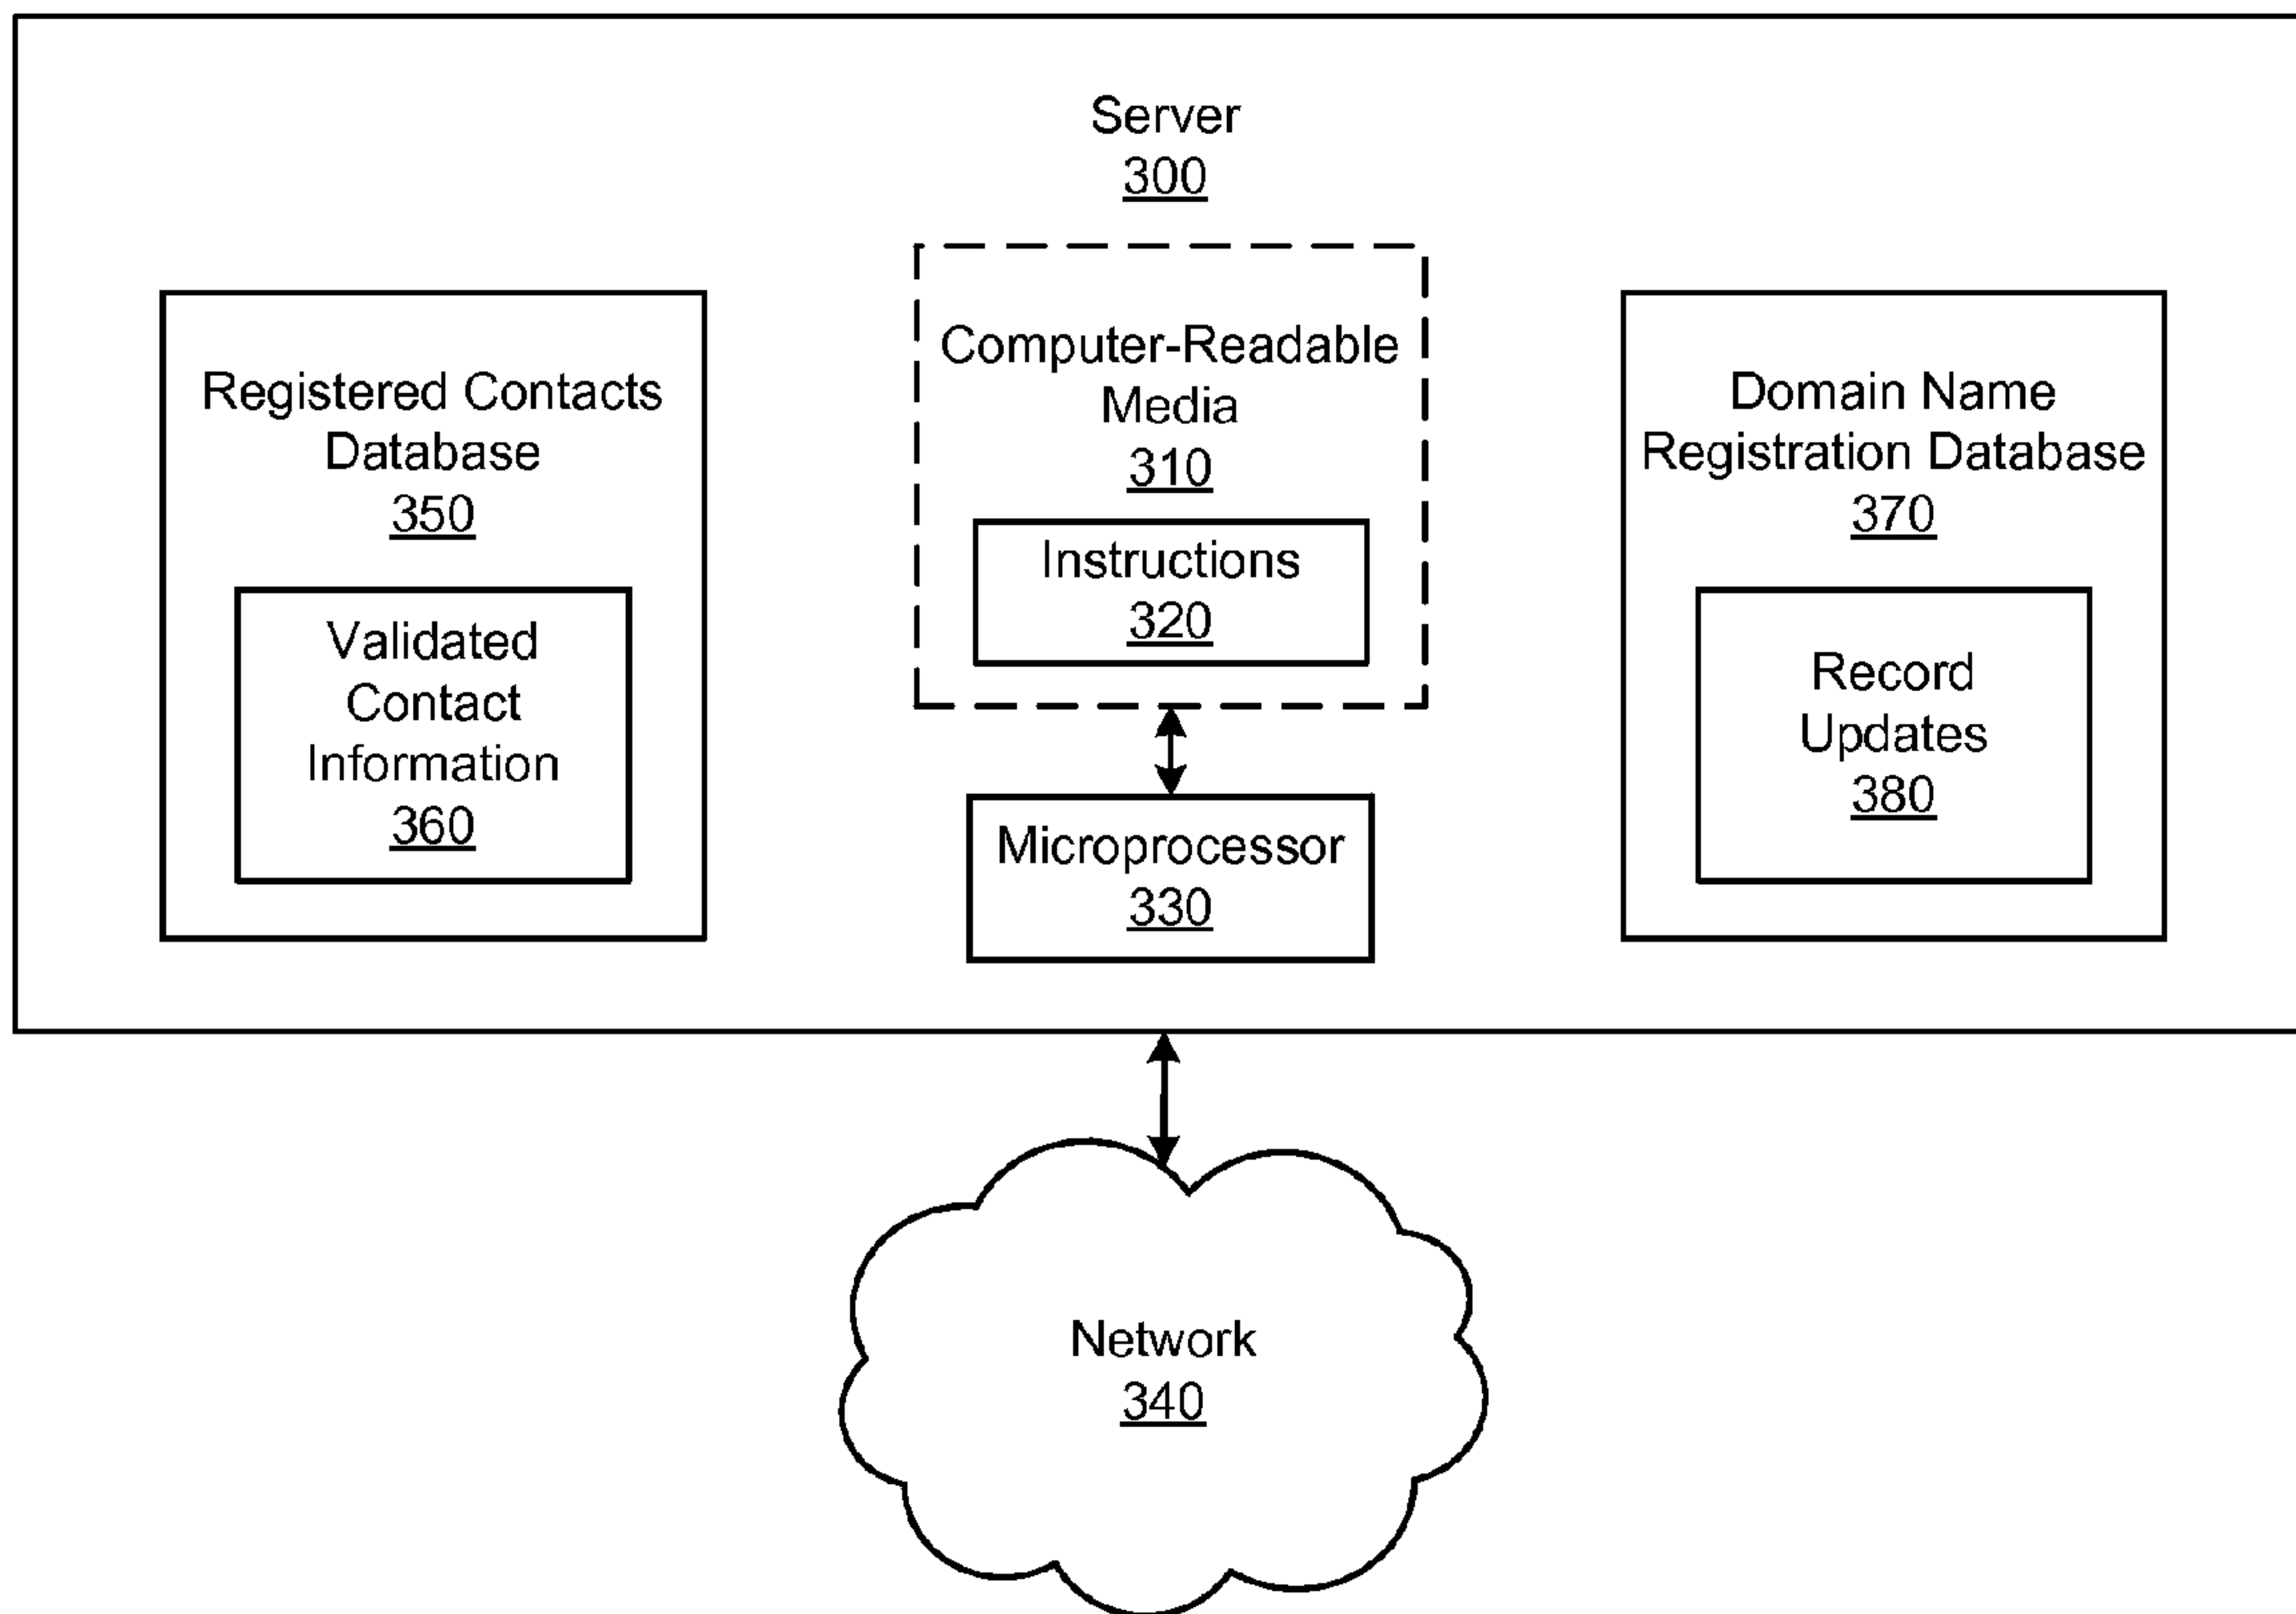 Server
300
Registered Contacts
Database
350
Validated
Contact
Information
360
Computer-Readable
Media
310
Instructions
320
Microprocessor
330
Domain Name
Registration Database
370
Record
Updates
380
Network
340